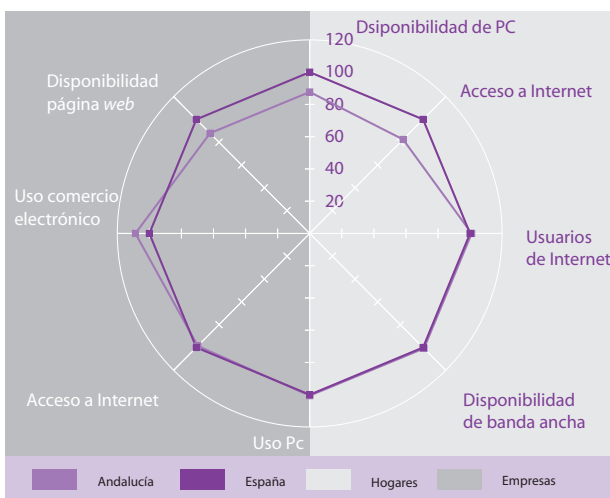 120
Dsiponibilidad de PC
100
80
60
40
20
Disponibilidad
página web
Acceso a Internet
Uso comercio
electrónico
Usuarios
de Internet
Acceso a Internet
Disponibilidad
de banda ancha
Uso Pc
Andalucía
España
Hogares
Empresas